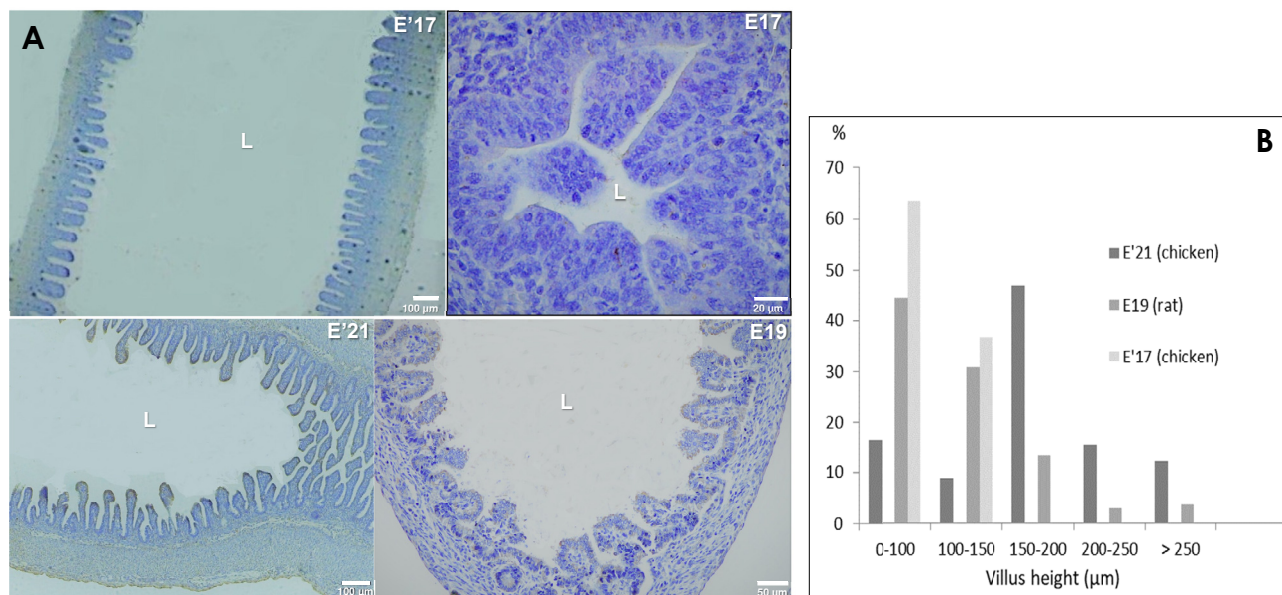 A
E'17
L
100 µm
E17
L
20 µm
E'21
L
100 µm
E19
L
50 µm
B
%
70
60
50
40
30
20
10
0
E'21 (chicken)
E19 (rat)
E'17 (chicken)
0-100 100-150 150-200 200-250 > 250
Villus height (µm)